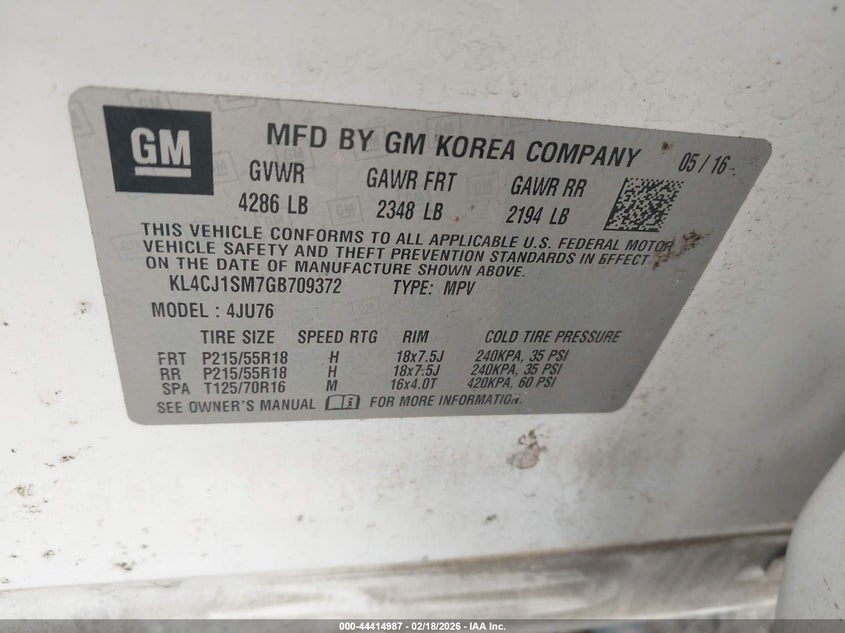 GM MFD BY GM KOREA COMPANY 05/16
GVWR GAWR FRT GAWR RR
4286 LB 2348 LB 2194 LB
THIS VEHICLE CONFORMS TO ALL APPLICABLE U.S. FEDERAL MOTOR
VEHICLE SAFETY AND THEFT PREVENTION STANDARDS IN EFFECT
ON THE DATE OF MANUFACTURE SHOWN ABOVE.
KL4CJ1SM7GB709372 TYPE: MPV
MODEL : 4JU76
TIRE SIZE SPEED RTG RIM COLD TIRE PRESSURE
FRT P215/55R18 H 18x7.5J 240KPA, 35 PSI
RR P215/55R18 H 18x7.5J 240KPA, 35 PSI
SPA T125/70R16 M 16x4.0T 420KPA, 60 PSI
SEE OWNER'S MANUAL FOR MORE INFORMATION.
000-44414987 - 02/18/2026 - IAA Inc.